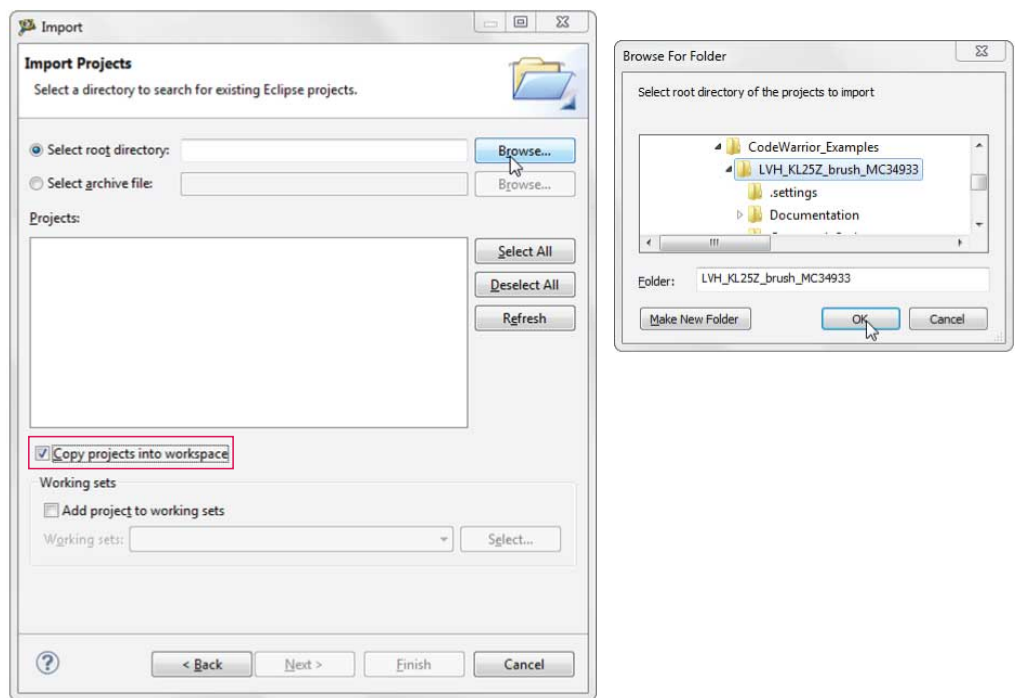 Import
Import Projects
Select a directory to search for existing Eclipse projects.
Select root directory:
Browse...
Select archive file:
Browse...
Projects:
Select All
Deselect All
Refresh
Copy projects into workspace
Working sets
Add project to working sets
Working sets:
Select...
< Back
Next >
Finish
Cancel
Browse For Folder
Select root directory of the projects to import
CodeWarrior_Examples
LVH_KL25Z_brush_MC34933
.settings
Documentation
Folder:
LVH_KL25Z_brush_MC34933
Make New Folder
OK
Cancel